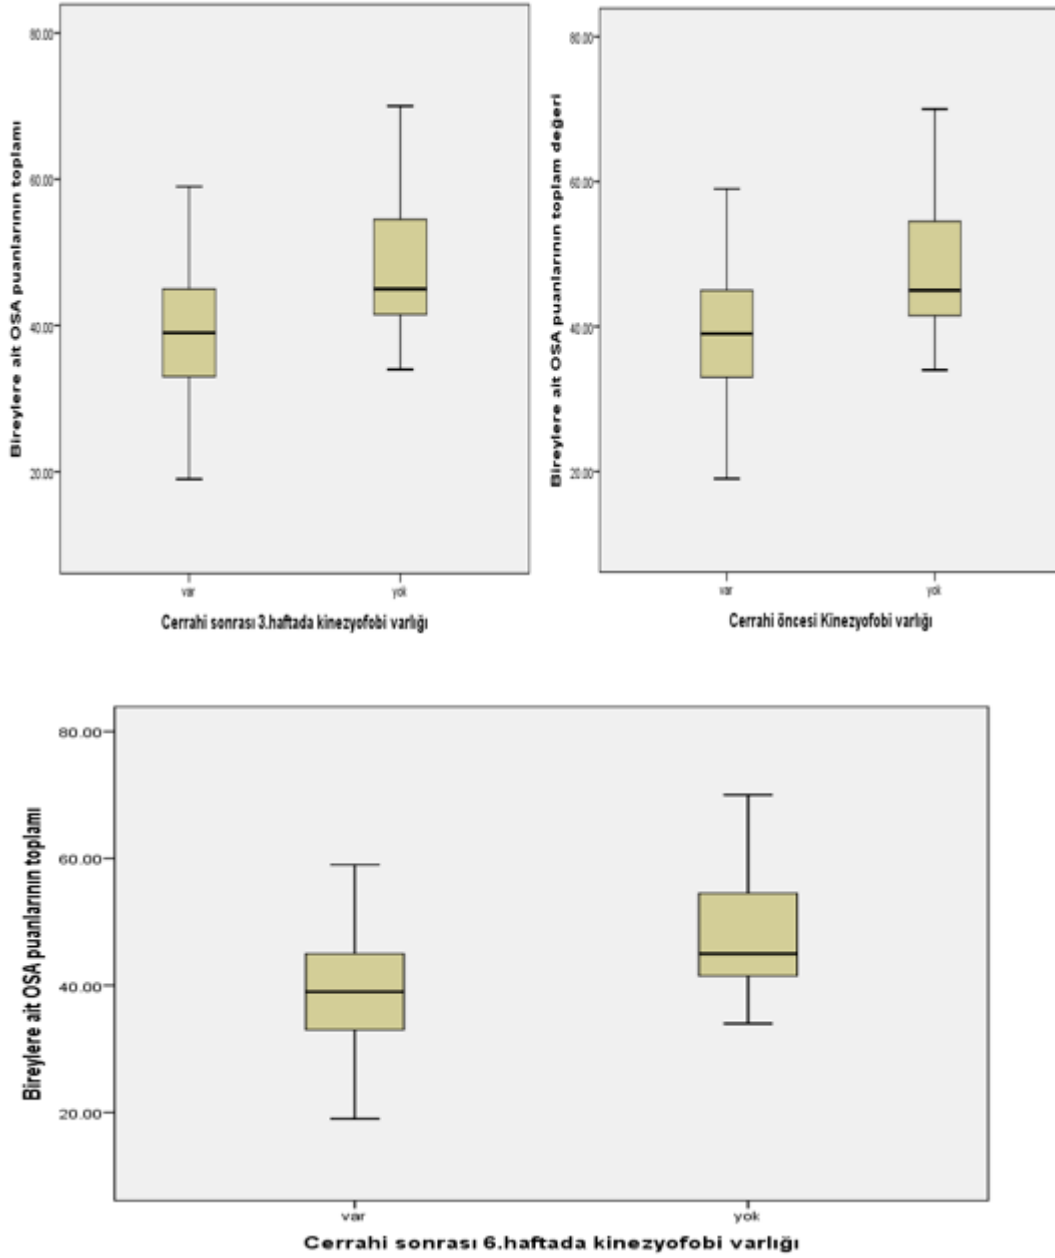 Bireylere ait OSA puanlarının toplamı
80.00
60.00
40.00
20.00
var
yok
Cerrahi sonrası 3.haftada kinezyofobi varlığı
Bireylere ait OSA puanlarının toplam değeri
80.00
60.00
40.00
20.00
var
yok
Cerrahi öncesi Kinezyofobi varlığı
Bireylere ait OSA puanlarının toplamı
80.00
60.00
40.00
20.00
var
yok
Cerrahi sonrası 6.haftada kinezyofobi varlığı